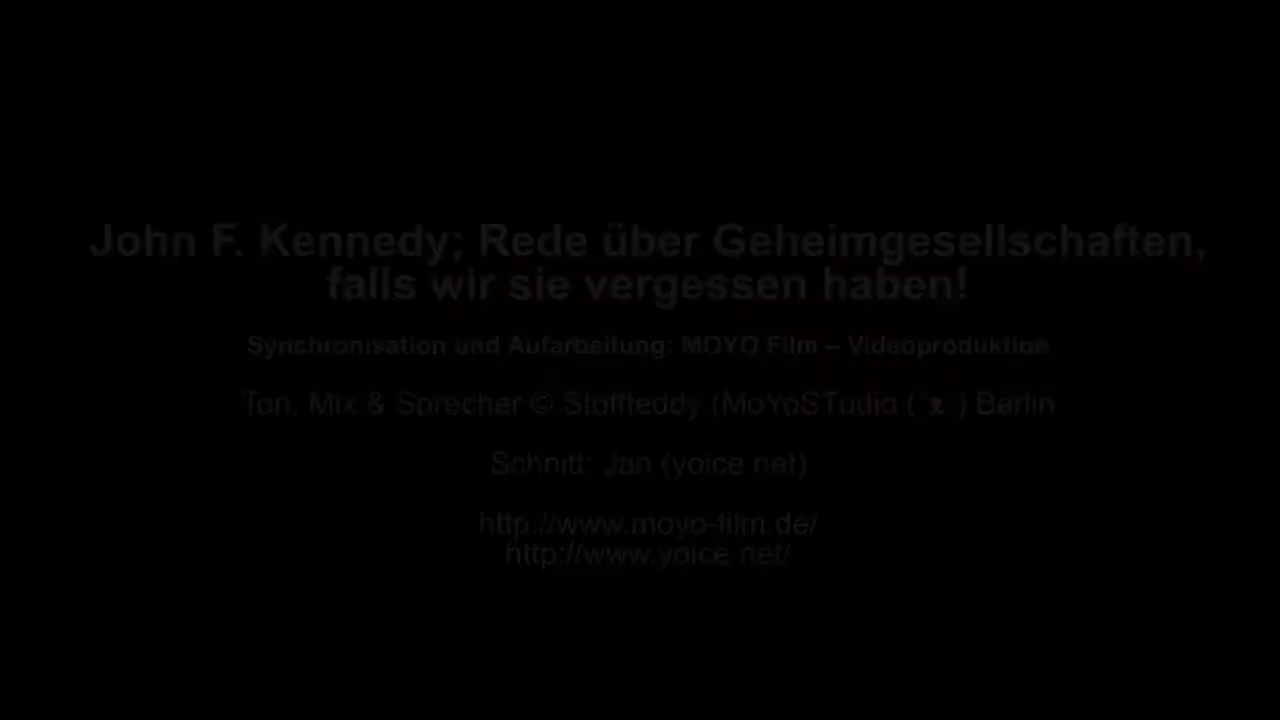 John F. Kennedy; Rede über Geheimgesellschaften,
falls wir sie vergessen haben!
Synchronisation und Aufarbeitung: MOYO Film – Videoproduktion
Ton, Mix & Sprecher © Stoffteddy (MoYoSTudio ( ) Berlin
Schnitt: Jan (yoice.net)
http://www.moyo-film.de/
http://www.yoice.net/